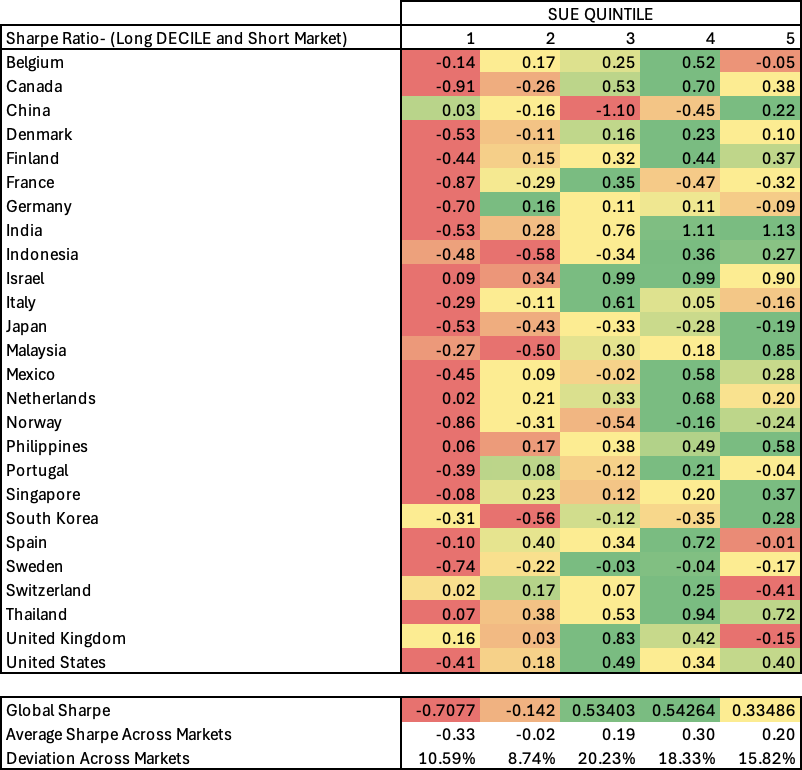 SUE QUINTILE
Sharpe Ratio- (Long DECILE and Short Market) 1 2 3 4 5
Belgium -0.14 0.17 0.25 0.52 -0.05
Canada -0.91 -0.26 0.53 0.70 0.38
China 0.03 -0.16 -1.10 -0.45 0.22
Denmark -0.53 -0.11 0.16 0.23 0.10
Finland -0.44 0.15 0.32 0.44 0.37
France -0.87 -0.29 0.35 -0.47 -0.32
Germany -0.70 0.16 0.11 0.11 -0.09
India -0.53 0.28 0.76 1.11 1.13
Indonesia -0.48 -0.58 -0.34 0.36 0.27
Israel 0.09 0.34 0.99 0.99 0.90
Italy -0.29 -0.11 0.61 0.05 -0.16
Japan -0.53 -0.43 -0.33 -0.28 -0.19
Malaysia -0.27 -0.50 0.30 0.18 0.85
Mexico -0.45 0.09 -0.02 0.58 0.28
Netherlands 0.02 0.21 0.33 0.68 0.20
Norway -0.86 -0.31 -0.54 -0.16 -0.24
Philippines 0.06 0.17 0.38 0.49 0.58
Portugal -0.39 0.08 -0.12 0.21 -0.04
Singapore -0.08 0.23 0.12 0.20 0.37
South Korea -0.31 -0.56 -0.12 -0.35 0.28
Spain -0.10 0.40 0.34 0.72 -0.01
Sweden -0.74 -0.22 -0.03 -0.04 -0.17
Switzerland 0.02 0.17 0.07 0.25 -0.41
Thailand 0.07 0.38 0.53 0.94 0.72
United Kingdom 0.16 0.03 0.83 0.42 -0.15
United States -0.41 0.18 0.49 0.34 0.40
Global Sharpe -0.7077 -0.142 0.53403 0.54264 0.33486
Average Sharpe Across Markets -0.33 -0.02 0.19 0.30 0.20
Deviation Across Markets 10.59% 8.74% 20.23% 18.33% 15.82%